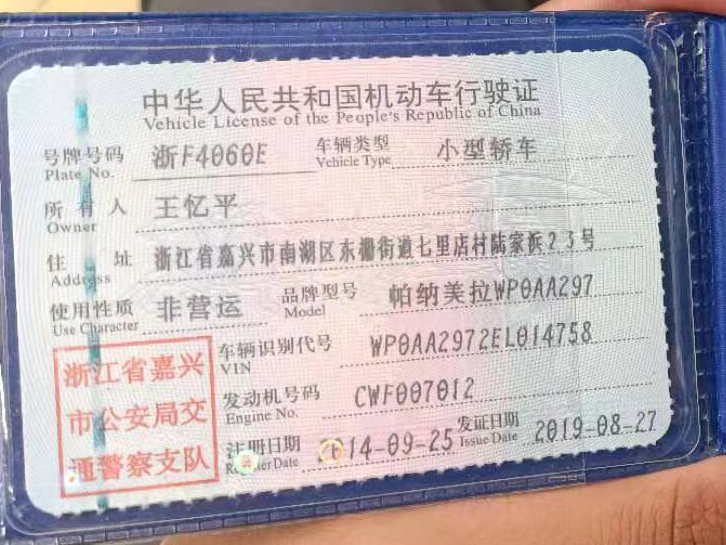 中华人民共和国机动车行驶证
Vehicle License of the People's Republic of China
号牌号码 浙F4060E 车辆类型 小型轿车
Plate No. Vehicle Type
所有人 王忆平
Owner
住址 浙江省嘉兴市南湖区东栅街道七里店村陆家浜23号
Address
使用性质 非营运 品牌型号 帕纳美拉WP0AA297
Use Character Model
浙江省嘉兴
市公安局交
通警察支队
车辆识别代号 WP0AA2972EL014758
VIN
发动机号码 CWF007012
Engine No.
注册日期 2014-09-25 发证日期 2019-08-27
Register Date Issue Date